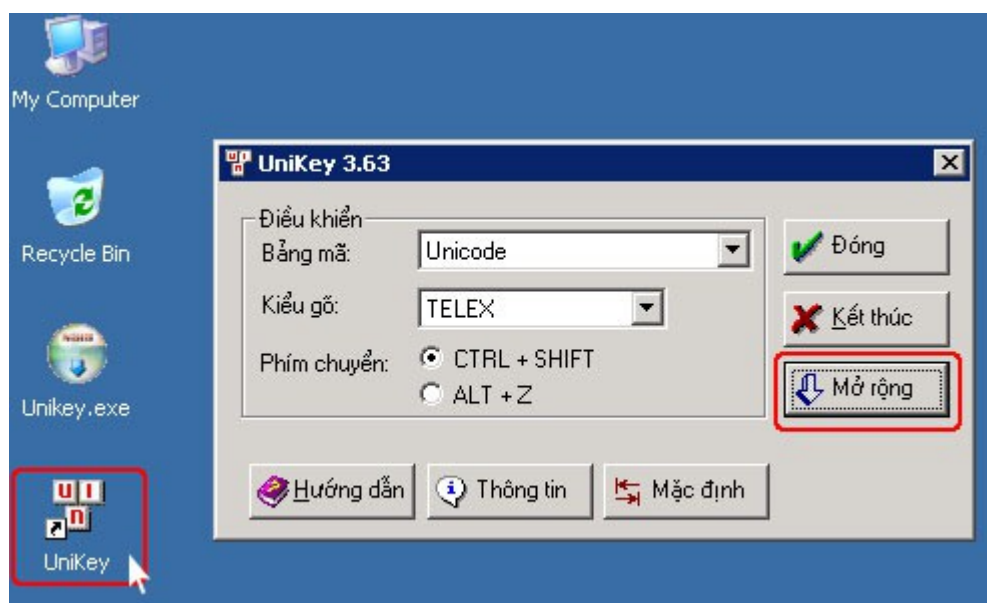 My Computer
Recycle Bin
Unikey.exe
UniKey
UniKey 3.63
Điều khiển
Bảng mã: Unicode
Kiểu gõ: TELEX
Phím chuyển: CTRL + SHIFT
ALT + Z
Đóng
Kết thúc
Mở rộng
Hướng dẫn Thông tin Mặc định